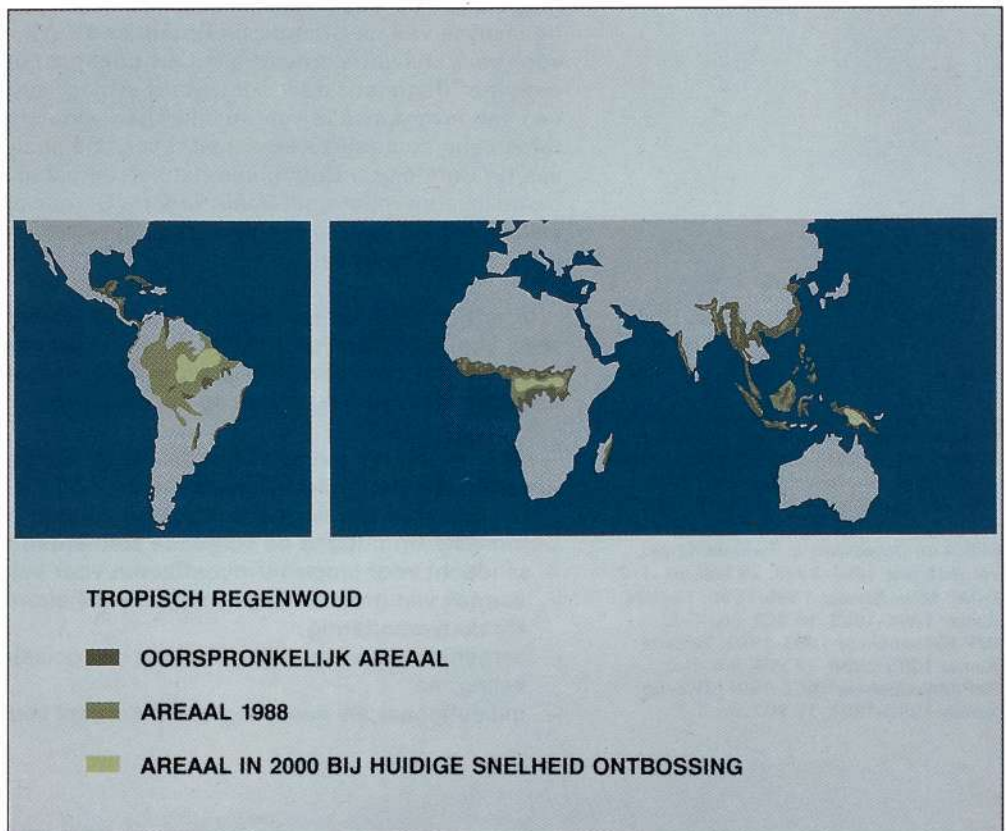 TROPISCH REGENWOUD
OORSPRONKELIJK AREAAL
AREAAL 1988
AREAAL IN 2000 BIJ HUIDIGE SNELHEID ONTBOSSING